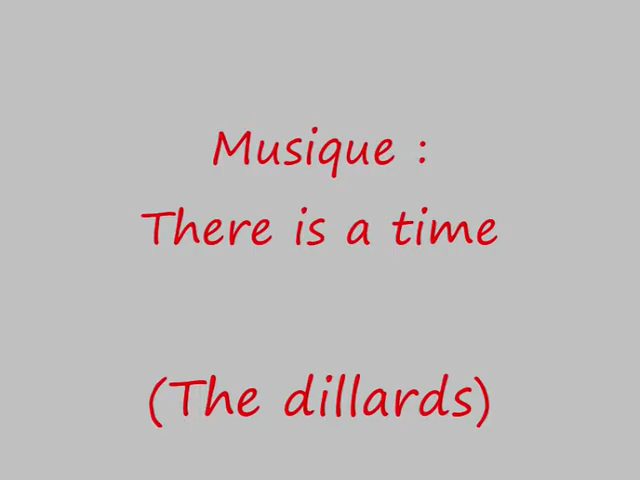 Musique :
There is a time
(The dillards)